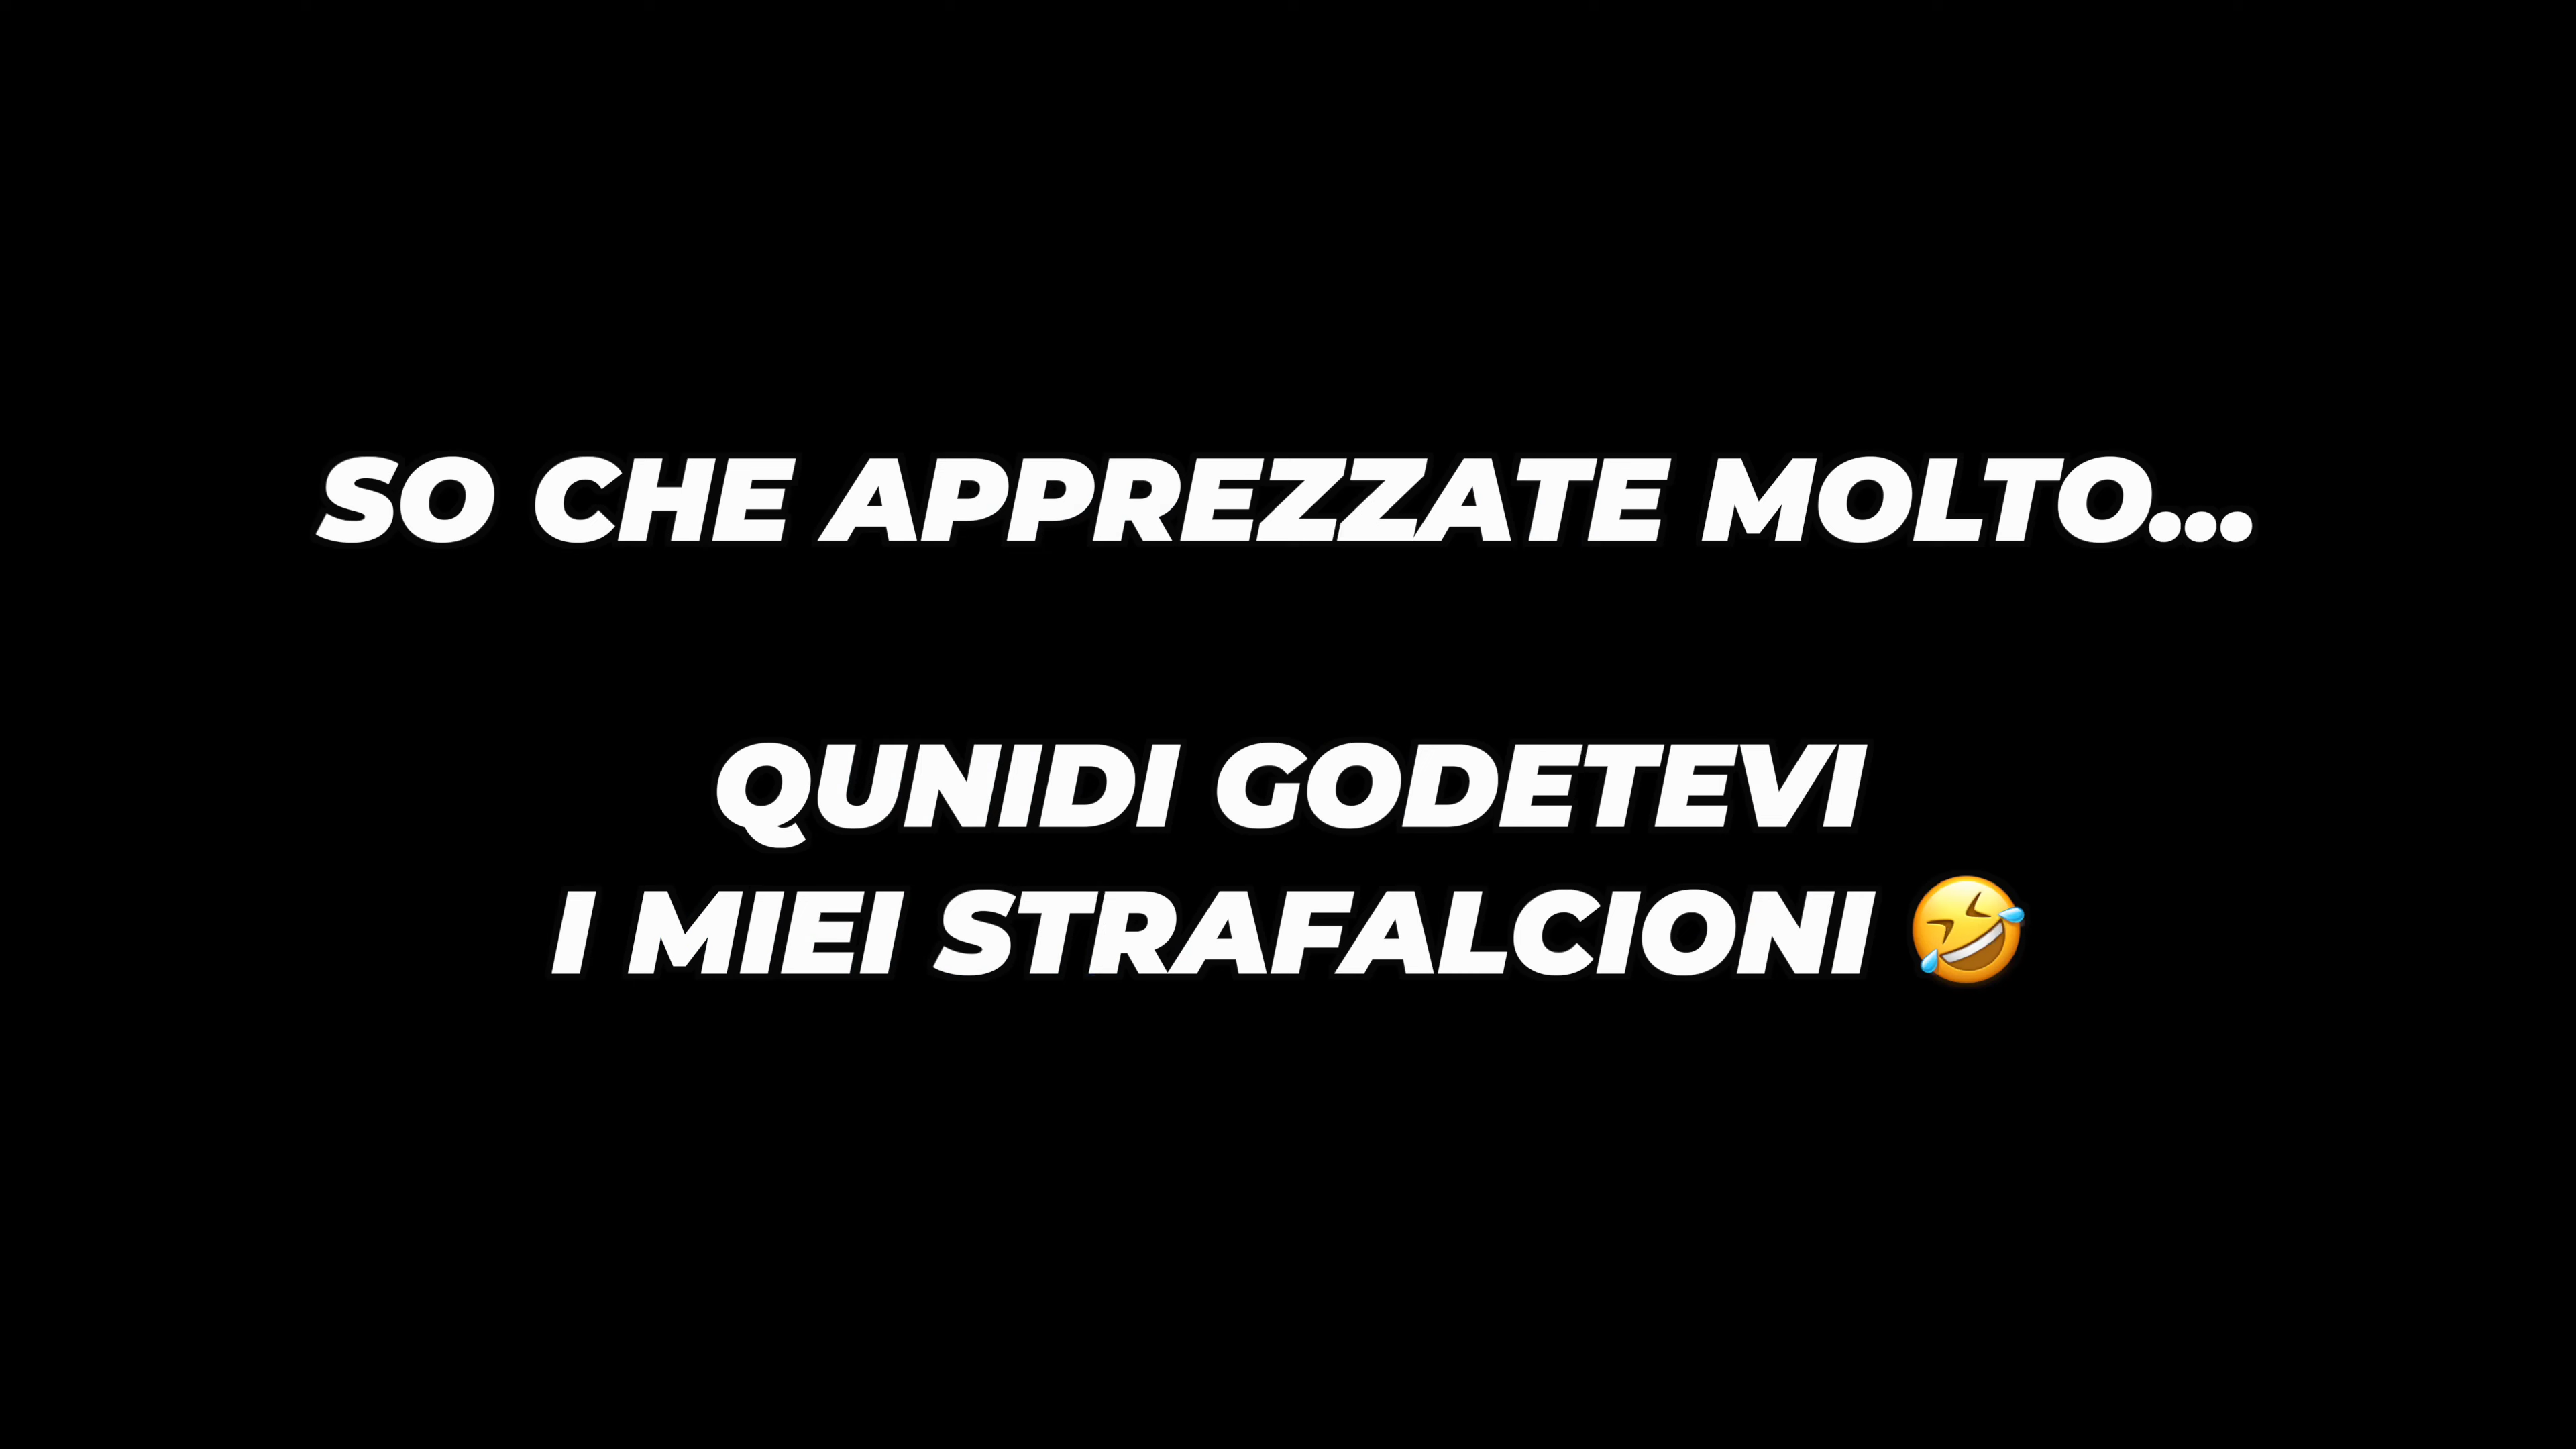 SO CHE APPREZZATE MOLTO...
QUNIDI GODETEVI
I MIEI STRAFALCIONI 🤣